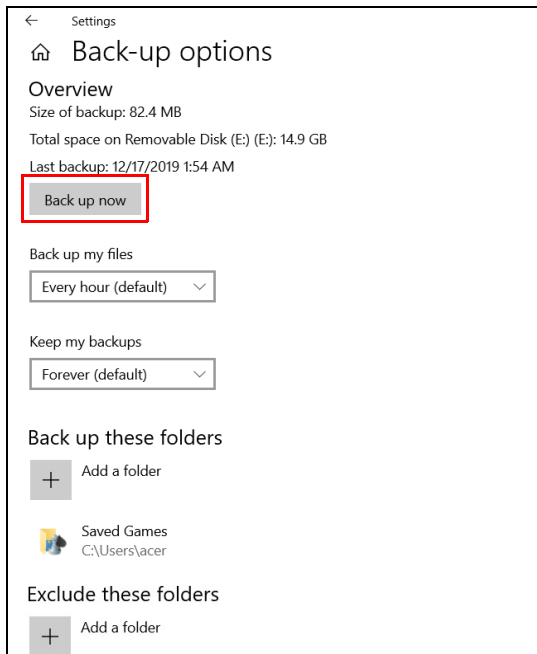 Settings
Back-up options
Overview
Size of backup: 82.4 MB
Total space on Removable Disk (E:) (E:): 14.9 GB
Last backup: 12/17/2019 1:54 AM
Back up now
Back up my files
Every hour (default)
Keep my backups
Forever (default)
Back up these folders
Add a folder
Saved Games
C:\Users\acer
Exclude these folders
Add a folder